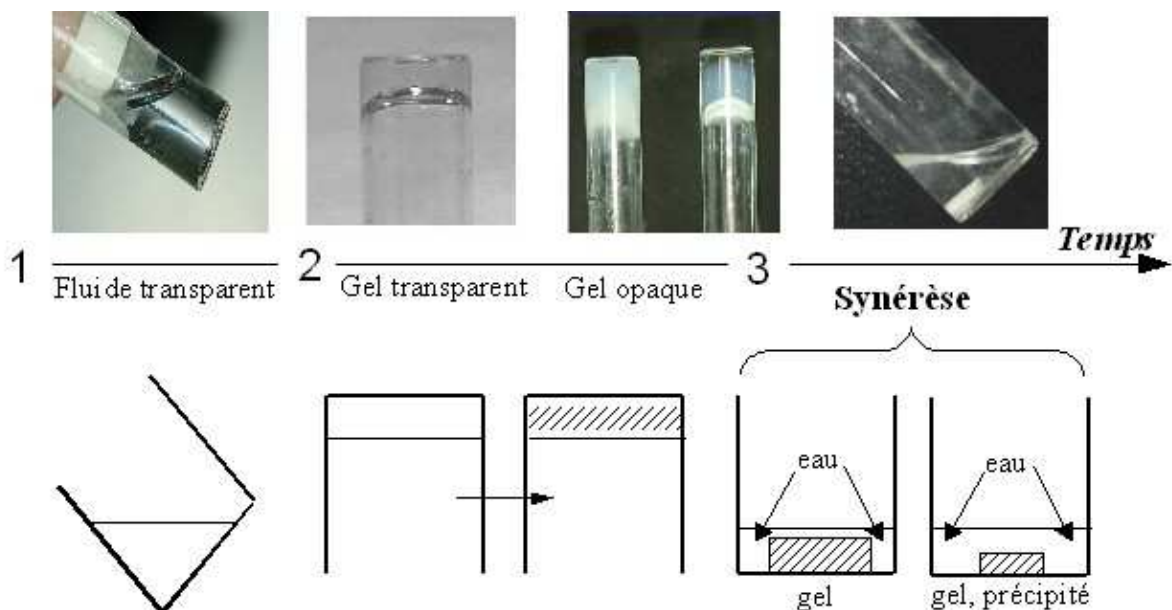 Temps
1
2
3
Fluide transparent
Gel transparent
Gel opaque
Synérèse
eau
eau
gel
gel, précipité